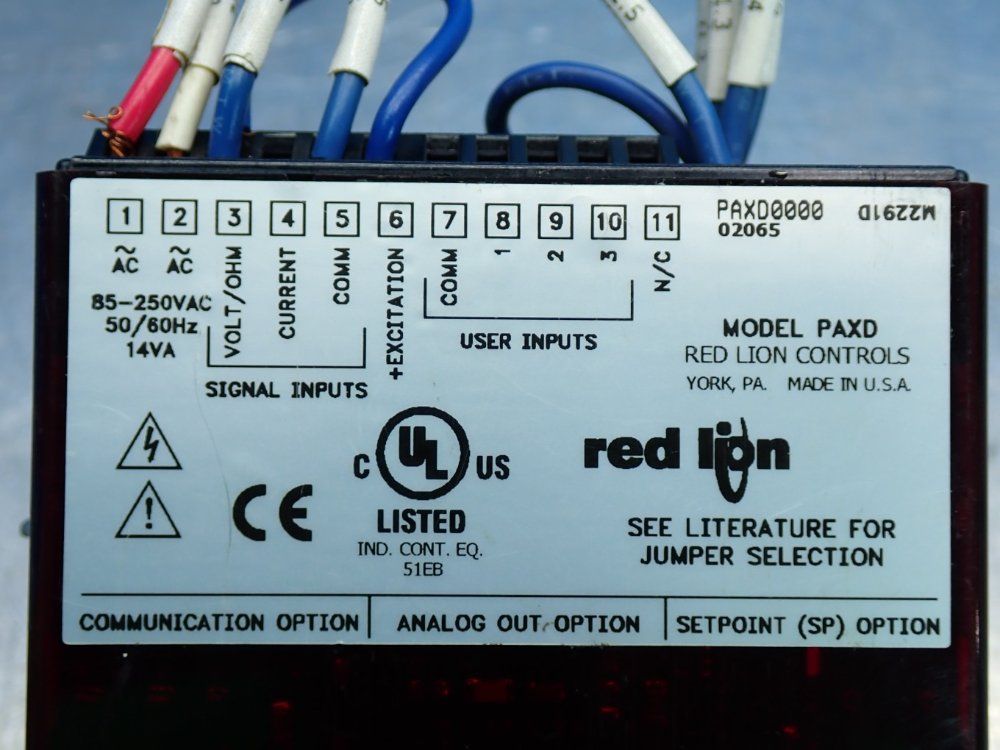 1 2 3 4 5 6 7 8 9 10 11
PAXD0000
02065
M2291D
~ AC
~ AC
85-250VAC
50/60Hz
14VA
VOLT/OHM
CURRENT
COMM
SIGNAL INPUTS
+EXCITATION
COMM
1
2
3
USER INPUTS
N/C
MODEL PAXD
RED LION CONTROLS
YORK, PA. MADE IN U.S.A.
C UL US
LISTED
IND. CONT. EQ.
51EB
CE
red lion
SEE LITERATURE FOR
JUMPER SELECTION
COMMUNICATION OPTION
ANALOG OUT OPTION
SETPOINT (SP) OPTION